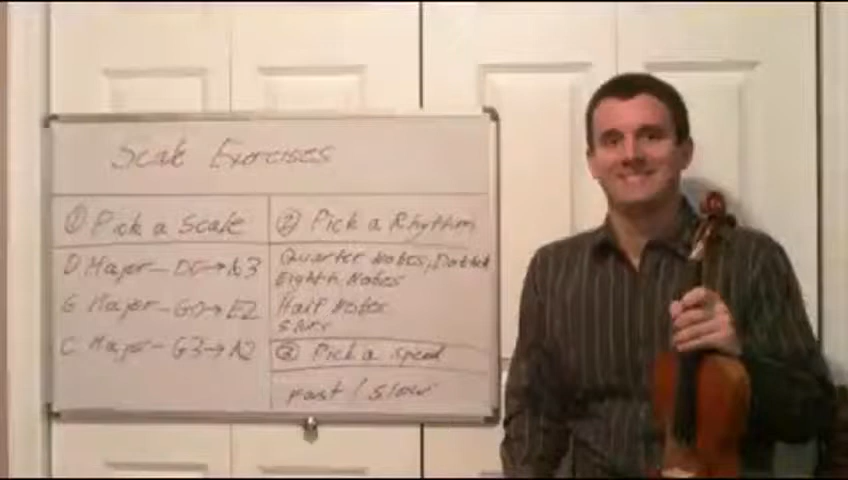 Scale Exercises
① Pick a Scale
D Major – D0→A3
G Major – G0→E2
C Major – G3→A2
② Pick a Rhythm
Quarter Notes, Dotted
Eighth Notes
Half Notes
Slurs
③ Pick a speed
Fast / Slow